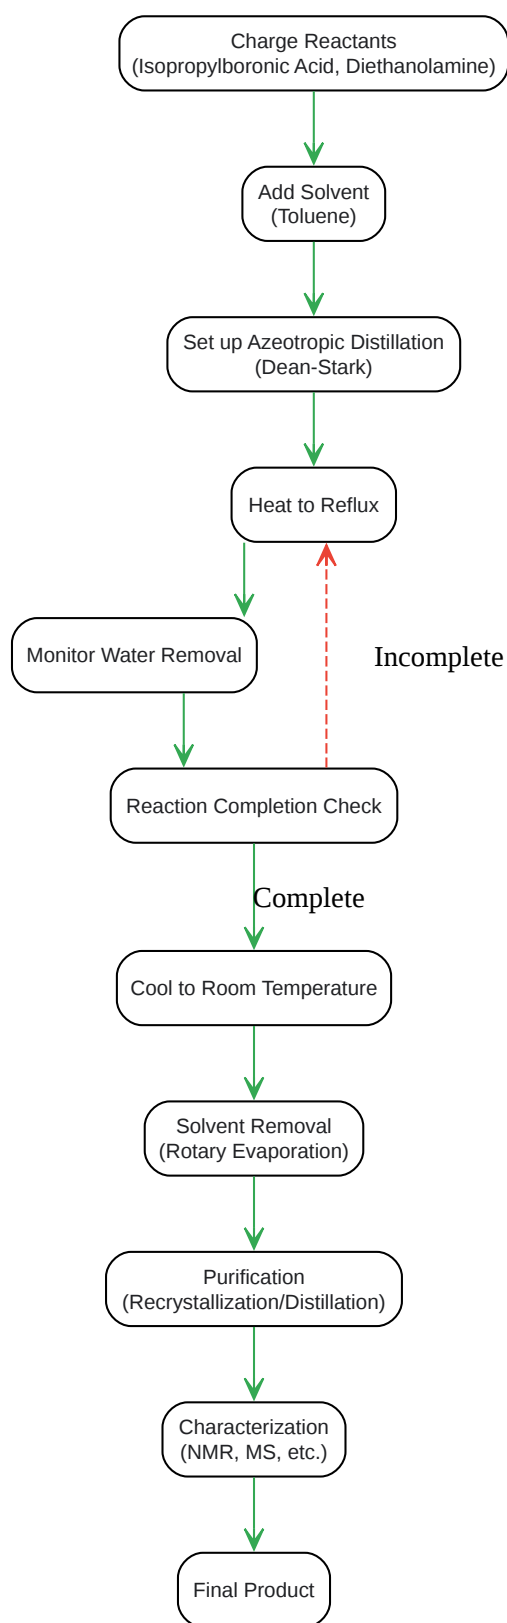 Charge Reactants
(Isopropylboronic Acid, Diethanolamine)
Add Solvent
(Toluene)
Set up Azeotropic Distillation
(Dean-Stark)
Heat to Reflux
Monitor Water Removal
Incomplete
Reaction Completion Check
Complete
Cool to Room Temperature
Solvent Removal
(Rotary Evaporation)
Purification
(Recrystallization/Distillation)
Characterization
(NMR, MS, etc.)
Final Product